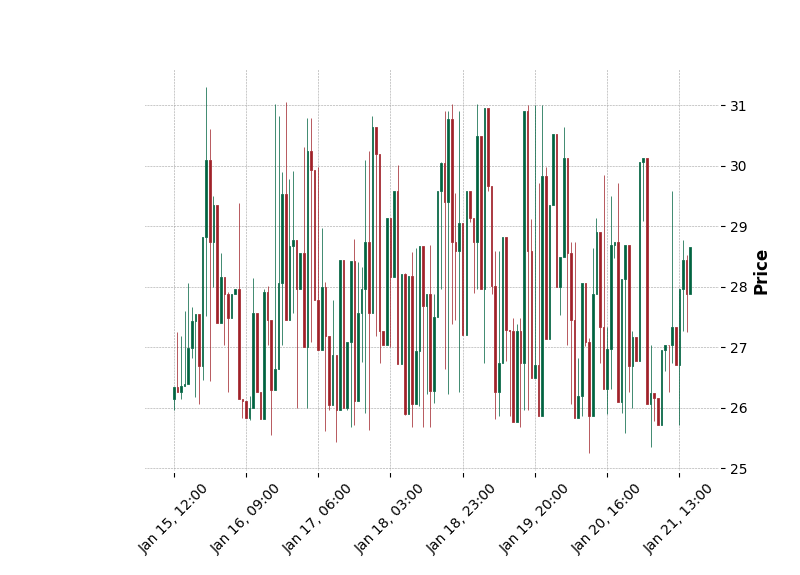 31
30
29
28
27
26
25
Price
Jan 15, 12:00
Jan 16, 09:00
Jan 17, 06:00
Jan 18, 03:00
Jan 18, 23:00
Jan 19, 20:00
Jan 20, 16:00
Jan 21, 13:00